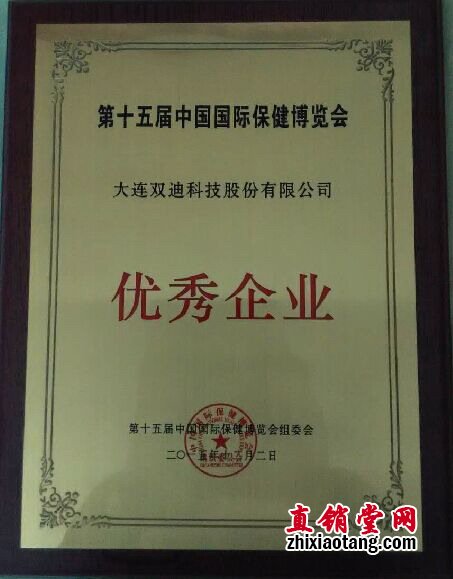 第十五届中国国际保健博览会
大连双迪科技股份有限公司
优秀企业
第十五届中国国际保健博览会组委会
二〇一五年
月二日
直销堂网
zhixiaotang.com